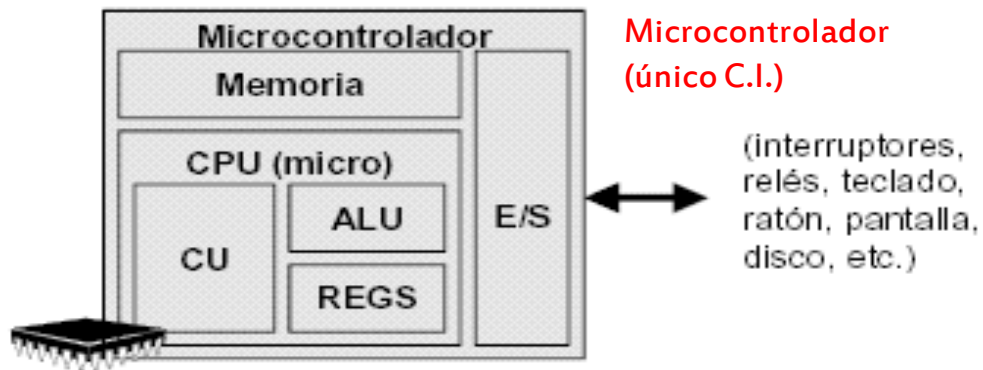 Microcontrolador
Memoria
CPU (micro)
CU
ALU
REGS
E/S
Microcontrolador
(único C.I.)
(interruptores,
relés, teclado,
ratón, pantalla,
disco, etc.)